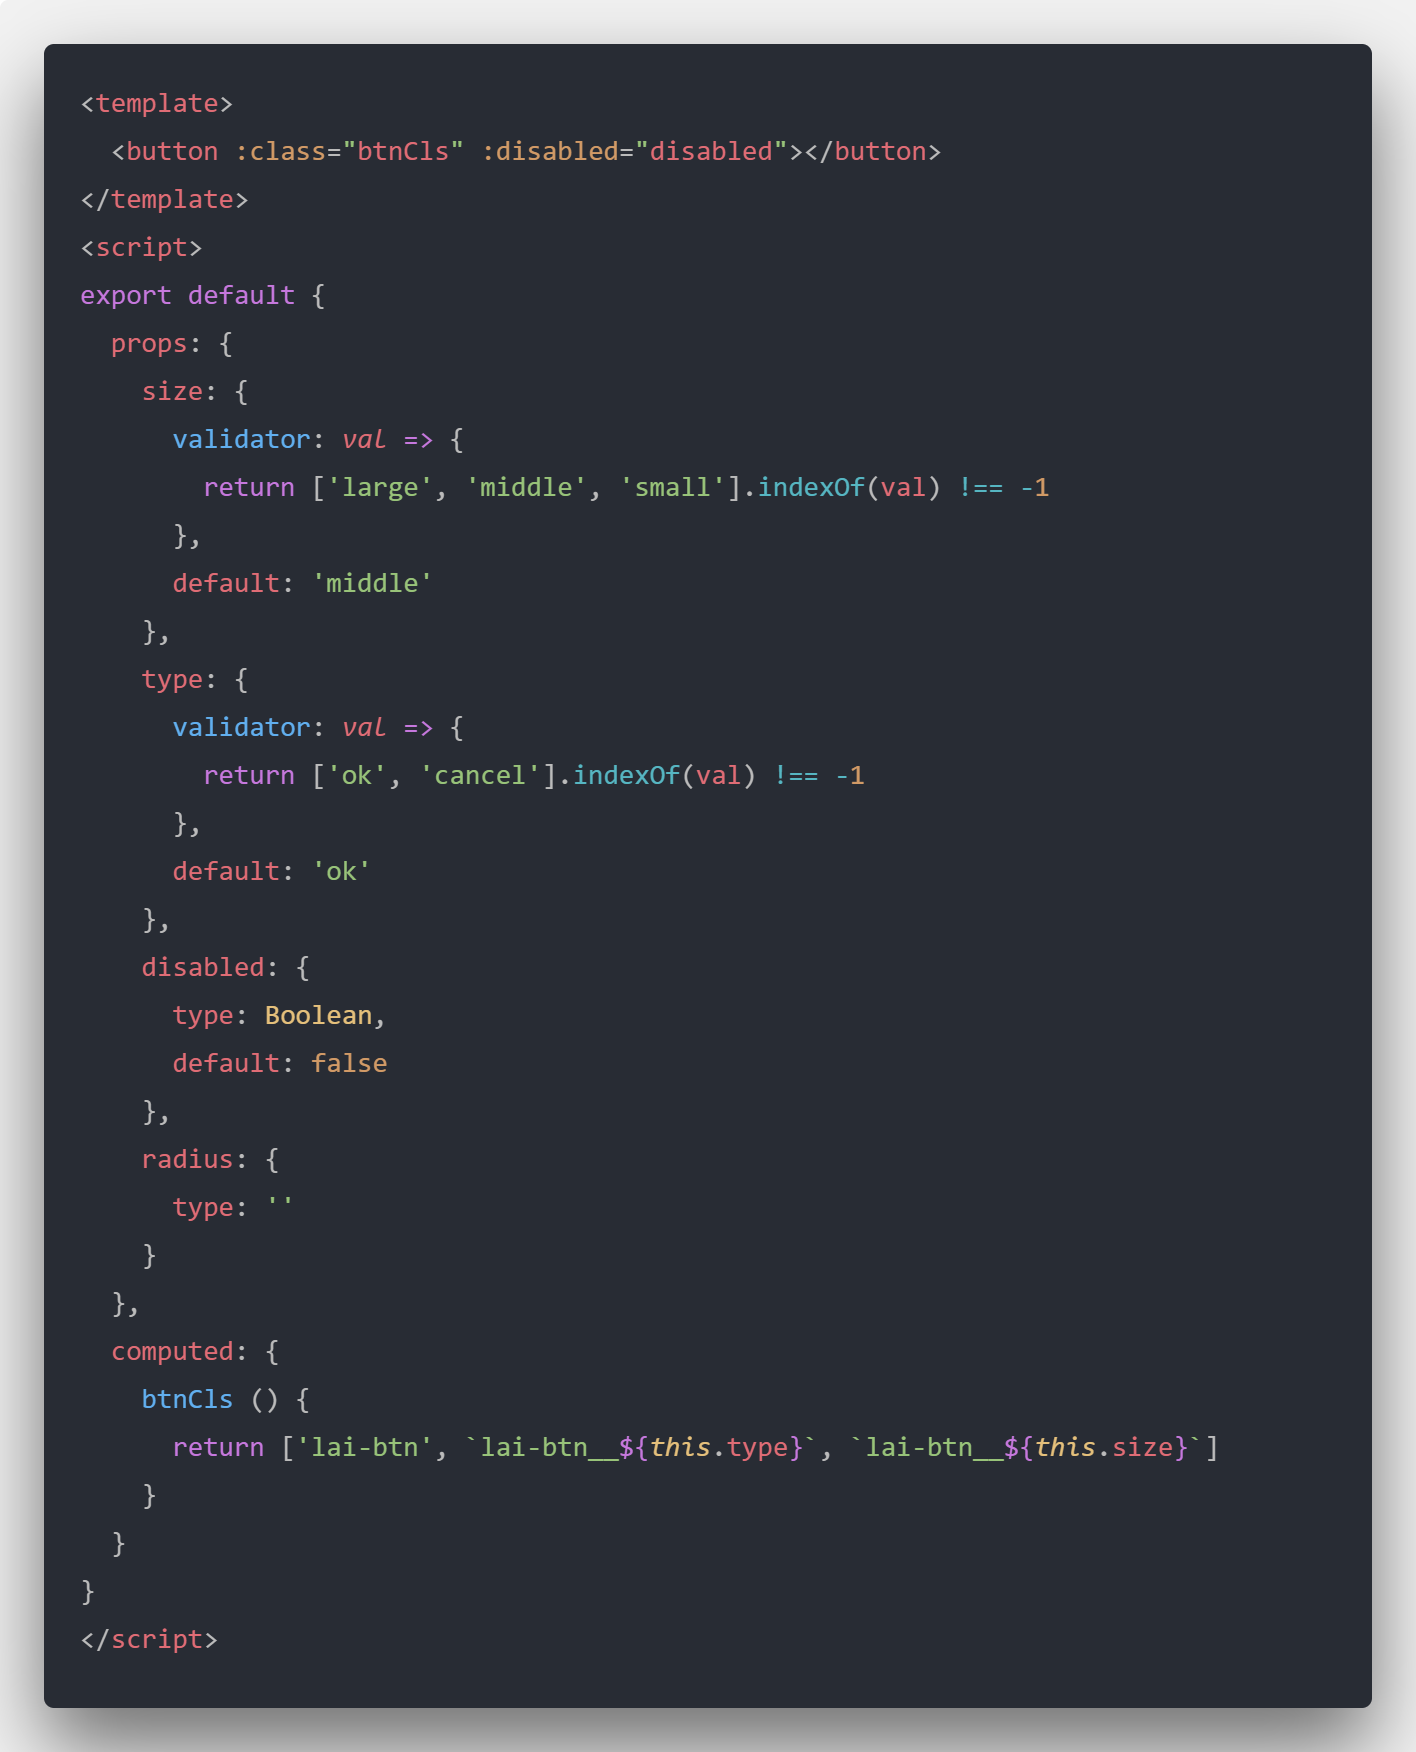 <template>
  <button :class="btnCls" :disabled="disabled"></button>
</template>
<script>
export default {
  props: {
    size: {
      validator: val => {
        return ['large', 'middle', 'small'].indexOf(val) !== -1
      },
      default: 'middle'
    },
    type: {
      validator: val => {
        return ['ok', 'cancel'].indexOf(val) !== -1
      },
      default: 'ok'
    },
    disabled: {
      type: Boolean,
      default: false
    },
    radius: {
      type: ''
    }
  },
  computed: {
    btnCls () {
      return ['lai-btn', `lai-btn__${this.type}`, `lai-btn__${this.size}`]
    }
  }
}
</script>